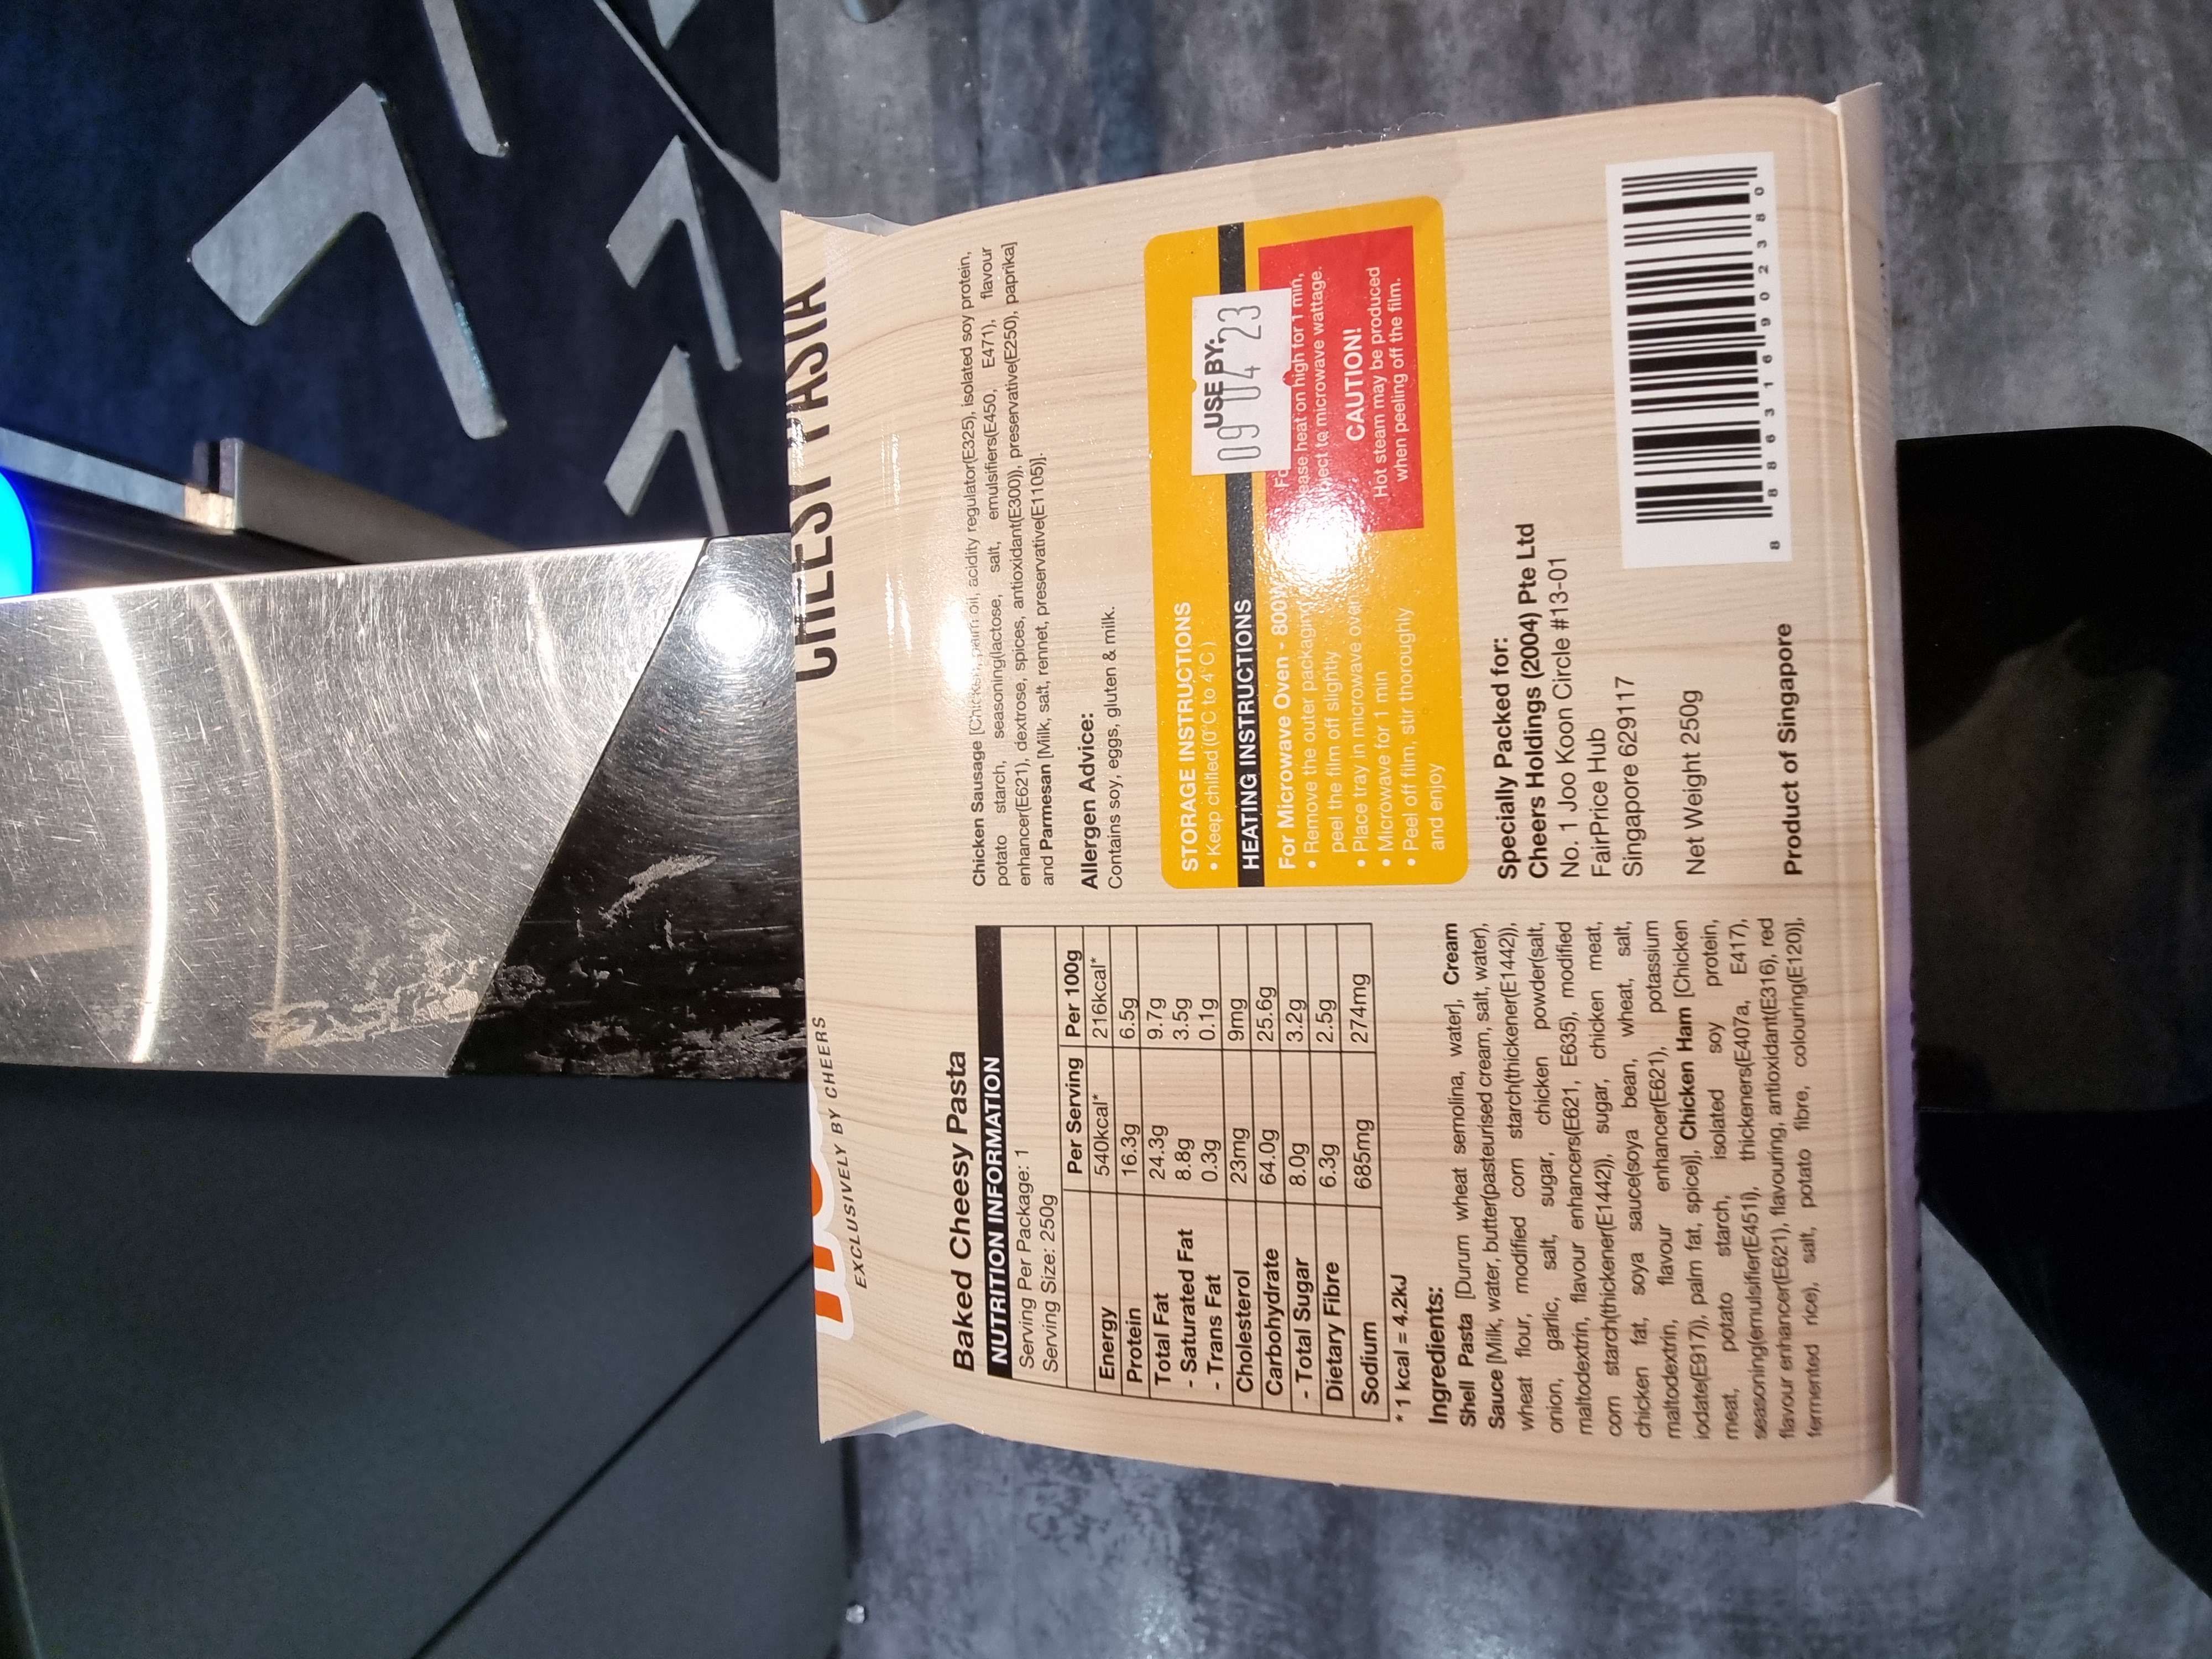 EXCLUSIVELY BY CHEERS
CHEESY PASTA
Baked Cheesy Pasta
NUTRITION INFORMATION
Serving Per Package: 1
Serving Size: 250g
Per Serving Per 100g
Energy 540kcal* 216kcal*
Protein 16.3g 6.5g
Total Fat 24.3g 9.7g
- Saturated Fat 8.8g 3.5g
- Trans Fat 0.3g 0.1g
Cholesterol 23mg 9mg
Carbohydrate 64.0g 25.6g
- Total Sugar 8.0g 3.2g
Dietary Fibre 6.3g 2.5g
Sodium 685mg 274mg
* 1 kcal = 4.2kJ
Ingredients:
Shell Pasta [Durum wheat semolina, water], Cream
Sauce [Milk, water, butter(pasteurised cream, salt, water),
wheat flour, modified corn starch(thickener(E1442)),
onion, garlic, salt, sugar, chicken powder(salt,
maltodextrin, flavour enhancers(E621, E635), modified
corn starch(thickener(E1442)), sugar, chicken meat,
chicken fat, soya sauce(soya bean, wheat, salt,
maltodextrin, flavour enhancer(E621), potassium
iodate(E917)), palm fat, spice)], Chicken Ham [Chicken
meat, potato starch, isolated soy protein,
seasoning(emulsifier(E451i), thickeners(E407a, E417),
flavour enhancer(E621), flavouring, antioxidant(E316), red
fermented rice), salt, potato fibre, colouring(E120)],
Chicken Sausage [Chicken, palm oil, acidity regulator(E325), isolated soy protein,
potato starch, seasoning(lactose, salt, emulsifiers(E450, E471), flavour
enhancer(E621), dextrose, spices, antioxidant(E300)), preservative(E250), paprika]
and Parmesan [Milk, salt, rennet, preservative(E1105)].
Allergen Advice:
Contains soy, eggs, gluten & milk.
STORAGE INSTRUCTIONS
• Keep chilled (0°C to 4°C)
USE BY:
09 04 23
HEATING INSTRUCTIONS
For Microwave Oven - 800W
• Remove the outer packaging
peel the film off slightly
• Place tray in microwave oven
• Microwave for 1 min
• Peel off film, stir thoroughly
and enjoy
heat on high for 1 min,
to microwave wattage.
CAUTION!
Hot steam may be produced
when peeling off the film.
Specially Packed for:
Cheers Holdings (2004) Pte Ltd
No. 1 Joo Koon Circle #13-01
FairPrice Hub
Singapore 629117
Net Weight 250g
Product of Singapore
8 886316 902380